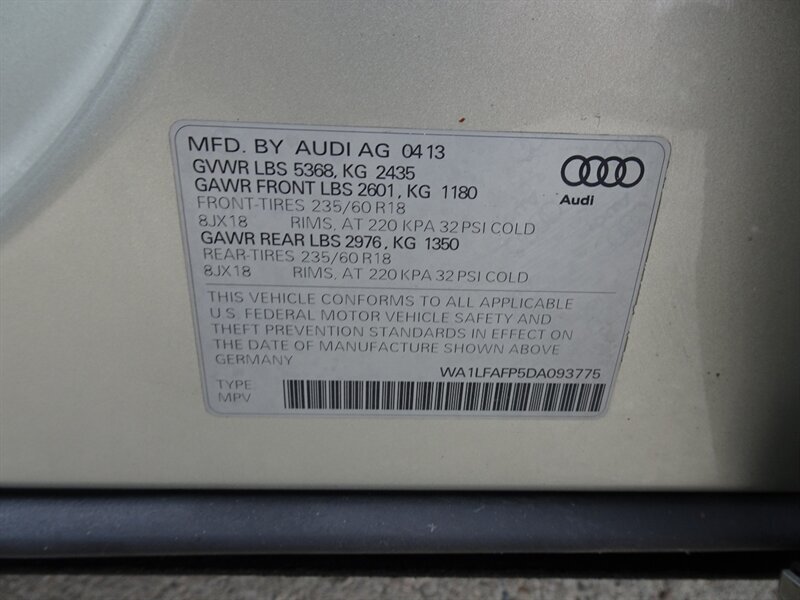 MFD. BY AUDI AG 0413
GVWR LBS 5368, KG 2435
GAWR FRONT LBS 2601, KG 1180
FRONT-TIRES 235/60 R18
8JX18 RIMS, AT 220 KPA 32 PSI COLD
GAWR REAR LBS 2976, KG 1350
REAR-TIRES 235/60 R18
8JX18 RIMS, AT 220 KPA 32 PSI COLD
Audi
THIS VEHICLE CONFORMS TO ALL APPLICABLE
U.S. FEDERAL MOTOR VEHICLE SAFETY AND
THEFT PREVENTION STANDARDS IN EFFECT ON
THE DATE OF MANUFACTURE SHOWN ABOVE
GERMANY
WA1LFAFP5DA093775
TYPE
MPV